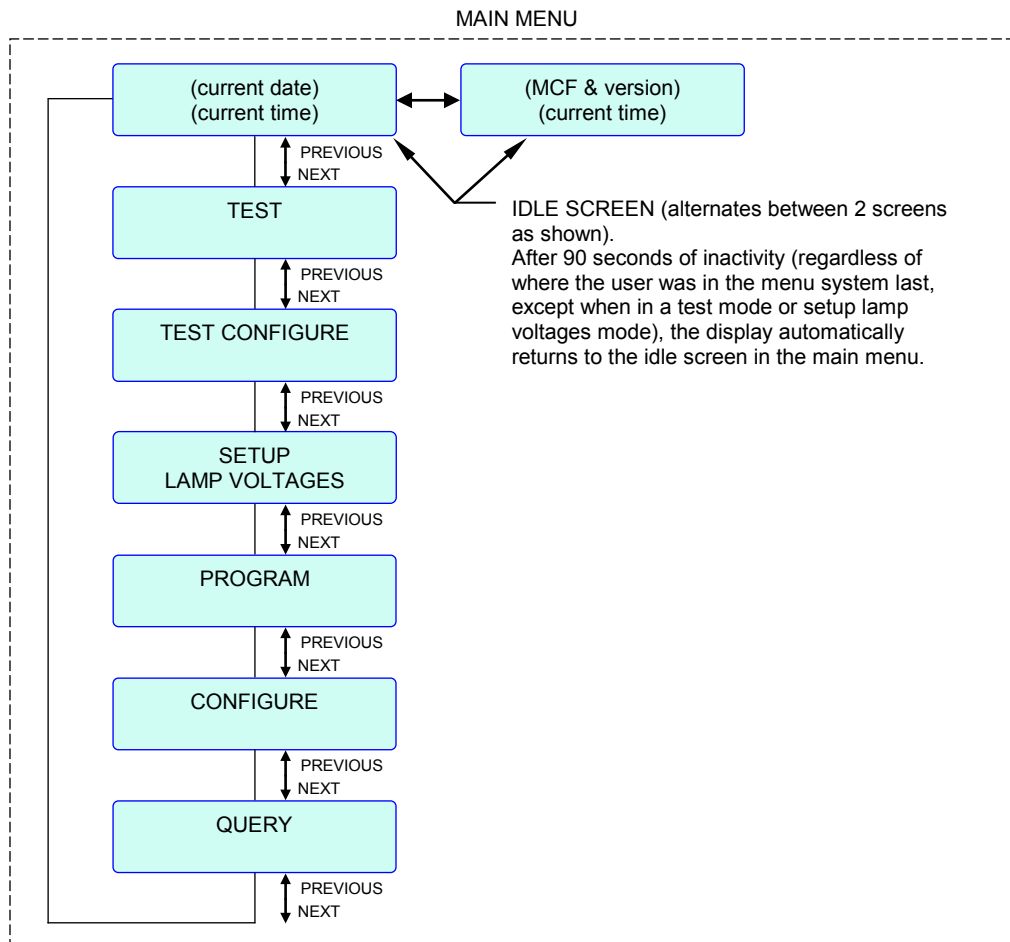 MAIN MENU
(current date)
(current time)
(MCF & version)
(current time)
PREVIOUS
NEXT
IDLE SCREEN (alternates between 2 screens
as shown).
After 90 seconds of inactivity (regardless of
where the user was in the menu system last,
except when in a test mode or setup lamp
voltages mode), the display automatically
returns to the idle screen in the main menu.
TEST
PREVIOUS
NEXT
TEST CONFIGURE
PREVIOUS
NEXT
SETUP
LAMP VOLTAGES
PREVIOUS
NEXT
PROGRAM
PREVIOUS
NEXT
CONFIGURE
PREVIOUS
NEXT
QUERY
PREVIOUS
NEXT